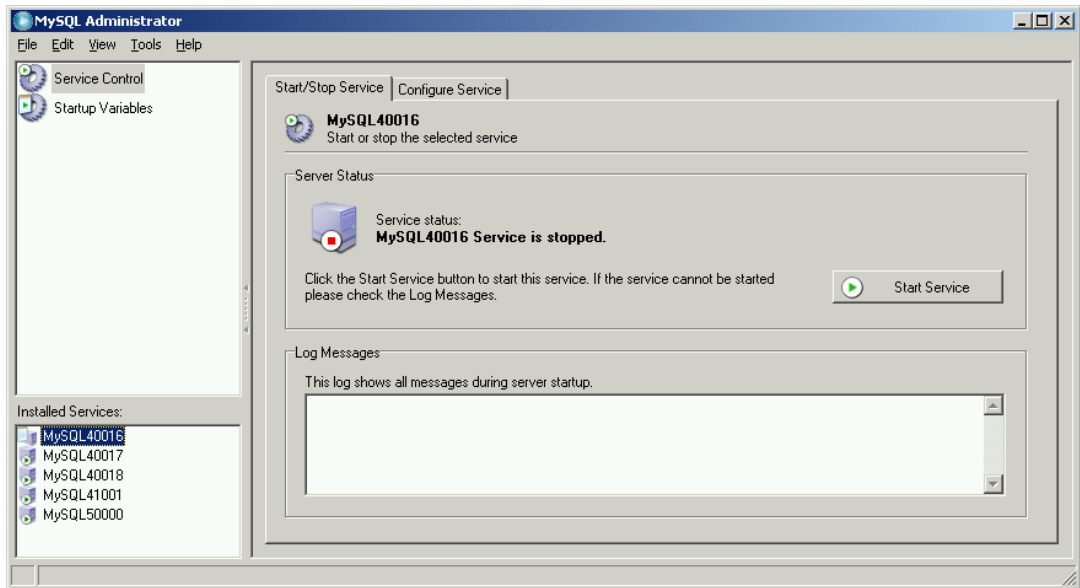 MySQL Administrator
File Edit View Tools Help
Service Control
Startup Variables
Start/Stop Service
Configure Service
MySQL40016
Start or stop the selected service
Server Status
Service status:
MySQL40016 Service is stopped.
Click the Start Service button to start this service. If the service cannot be started
please check the Log Messages.
Start Service
Log Messages
This log shows all messages during server startup.
Installed Services:
MySQL40016
MySQL40017
MySQL40018
MySQL41001
MySQL50000